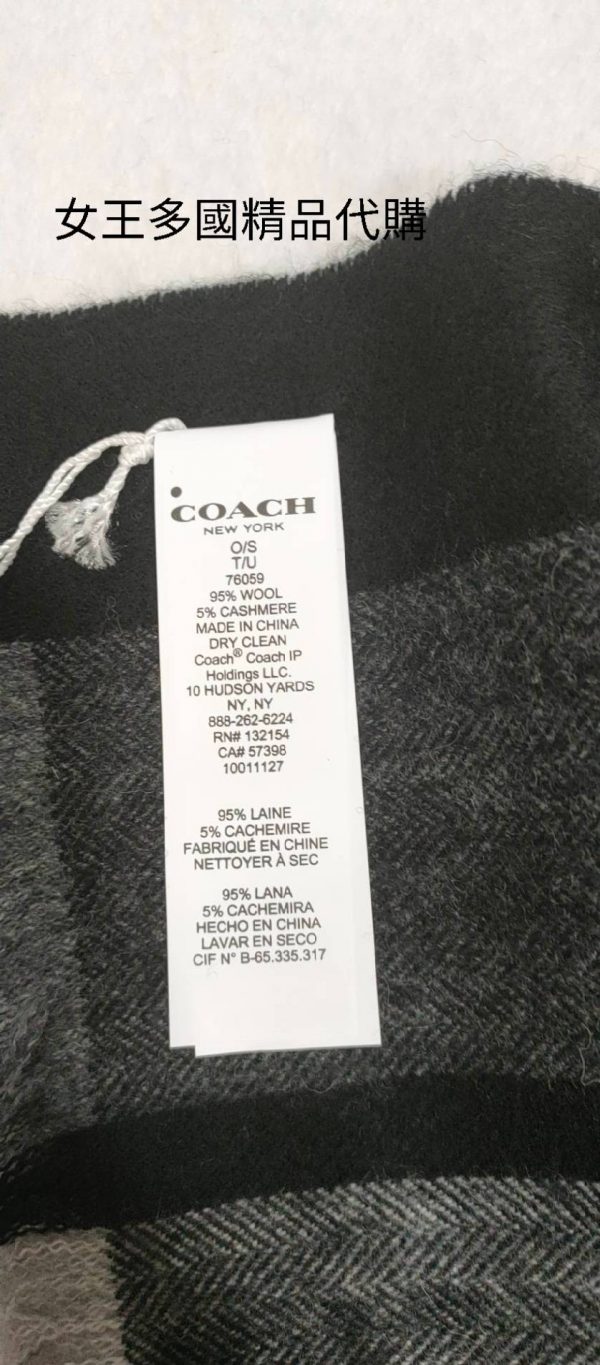 女王多國精品代購
COACH
NEW YORK
O/S
T/U
76059
95% WOOL
5% CASHMERE
MADE IN CHINA
DRY CLEAN
Coach® Coach IP
Holdings LLC.
10 HUDSON YARDS
NY, NY
888-262-6224
RN# 132154
CA# 57398
10011127
95% LAINE
5% CACHEMIRE
FABRIQUÉ EN CHINE
NETTOYER À SEC
95% LANA
5% CACHEMIRA
HECHO EN CHINA
LAVAR EN SECO
CIF N° B-65.335.317